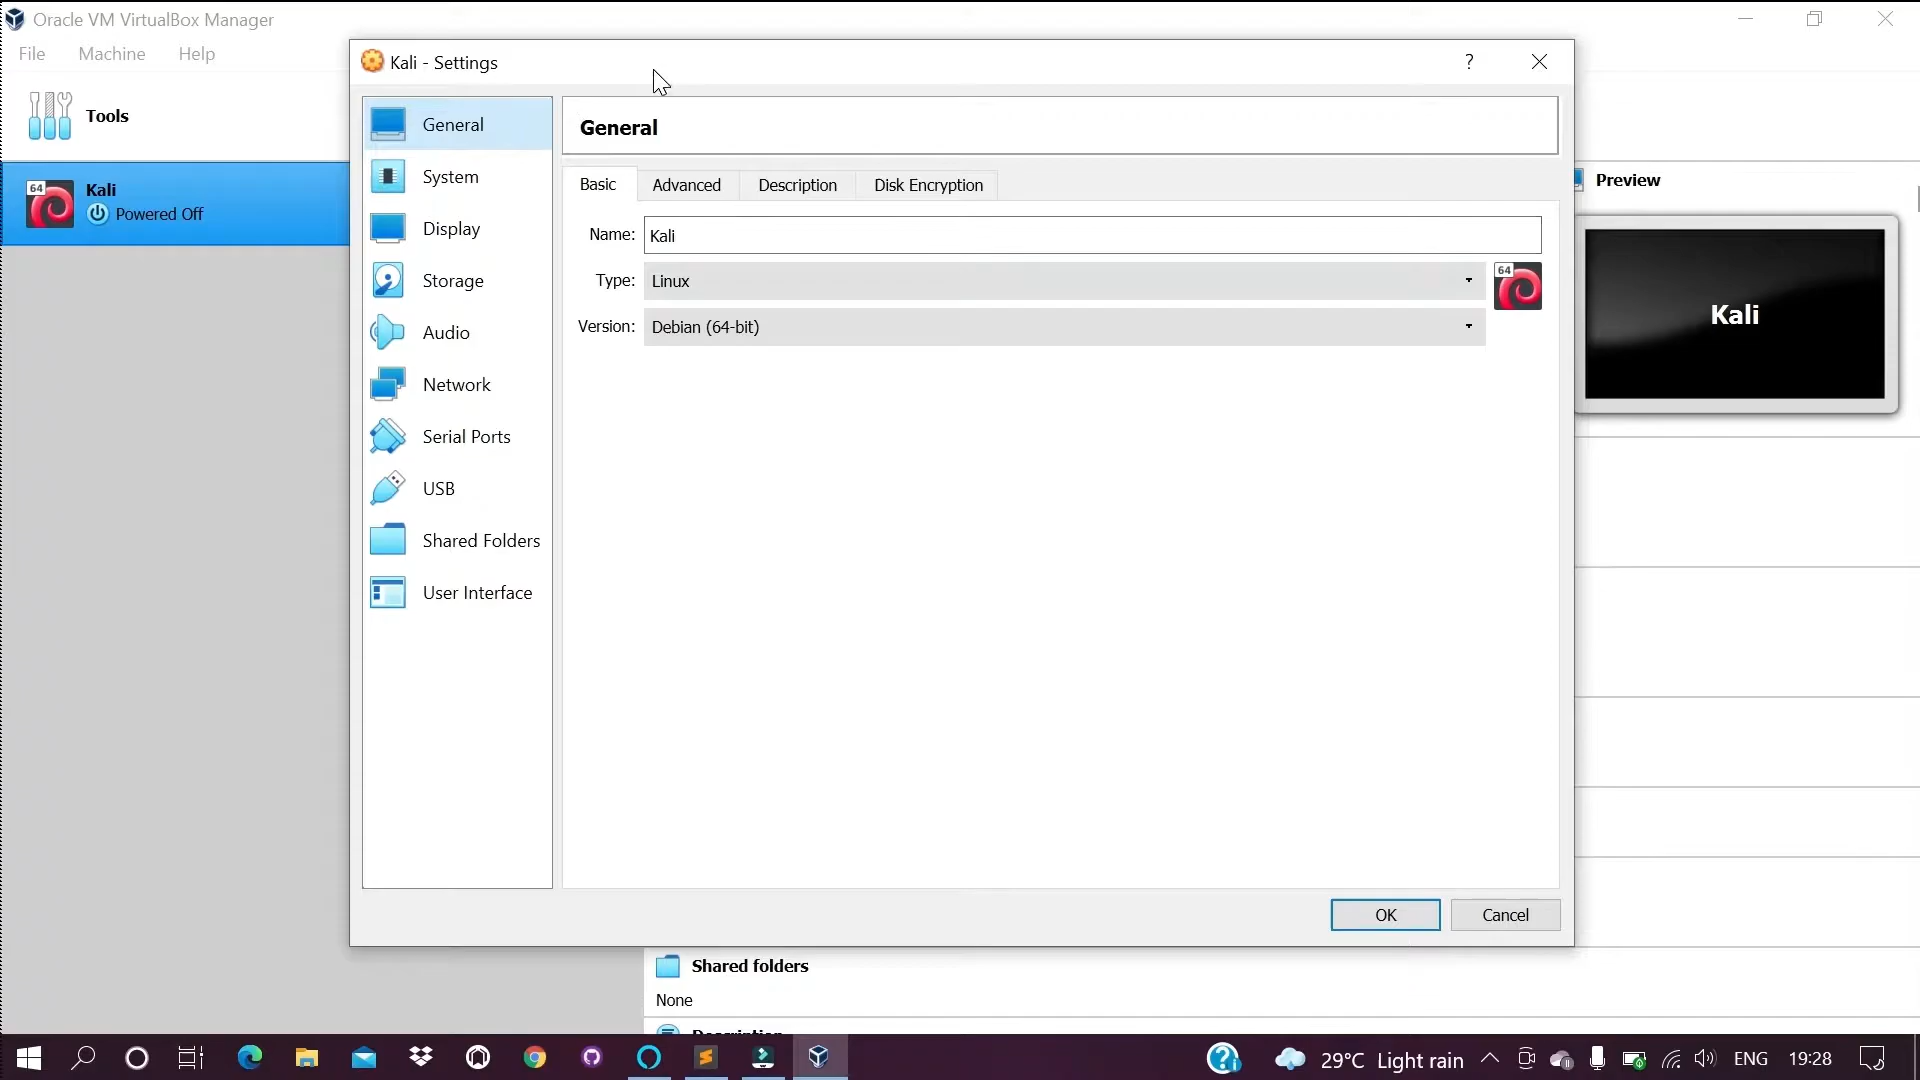 Oracle VM VirtualBox Manager
File Machine Help
Tools
64
Kali
Powered Off
Kali - Settings
?
General
System
Display
Storage
Audio
Network
Serial Ports
USB
Shared Folders
User Interface
General
Basic Advanced Description Disk Encryption
Name: Kali
Type: Linux
64
Version: Debian (64-bit)
OK Cancel
Preview
Kali
Shared folders
None
Description
29°C Light rain ENG 19:28